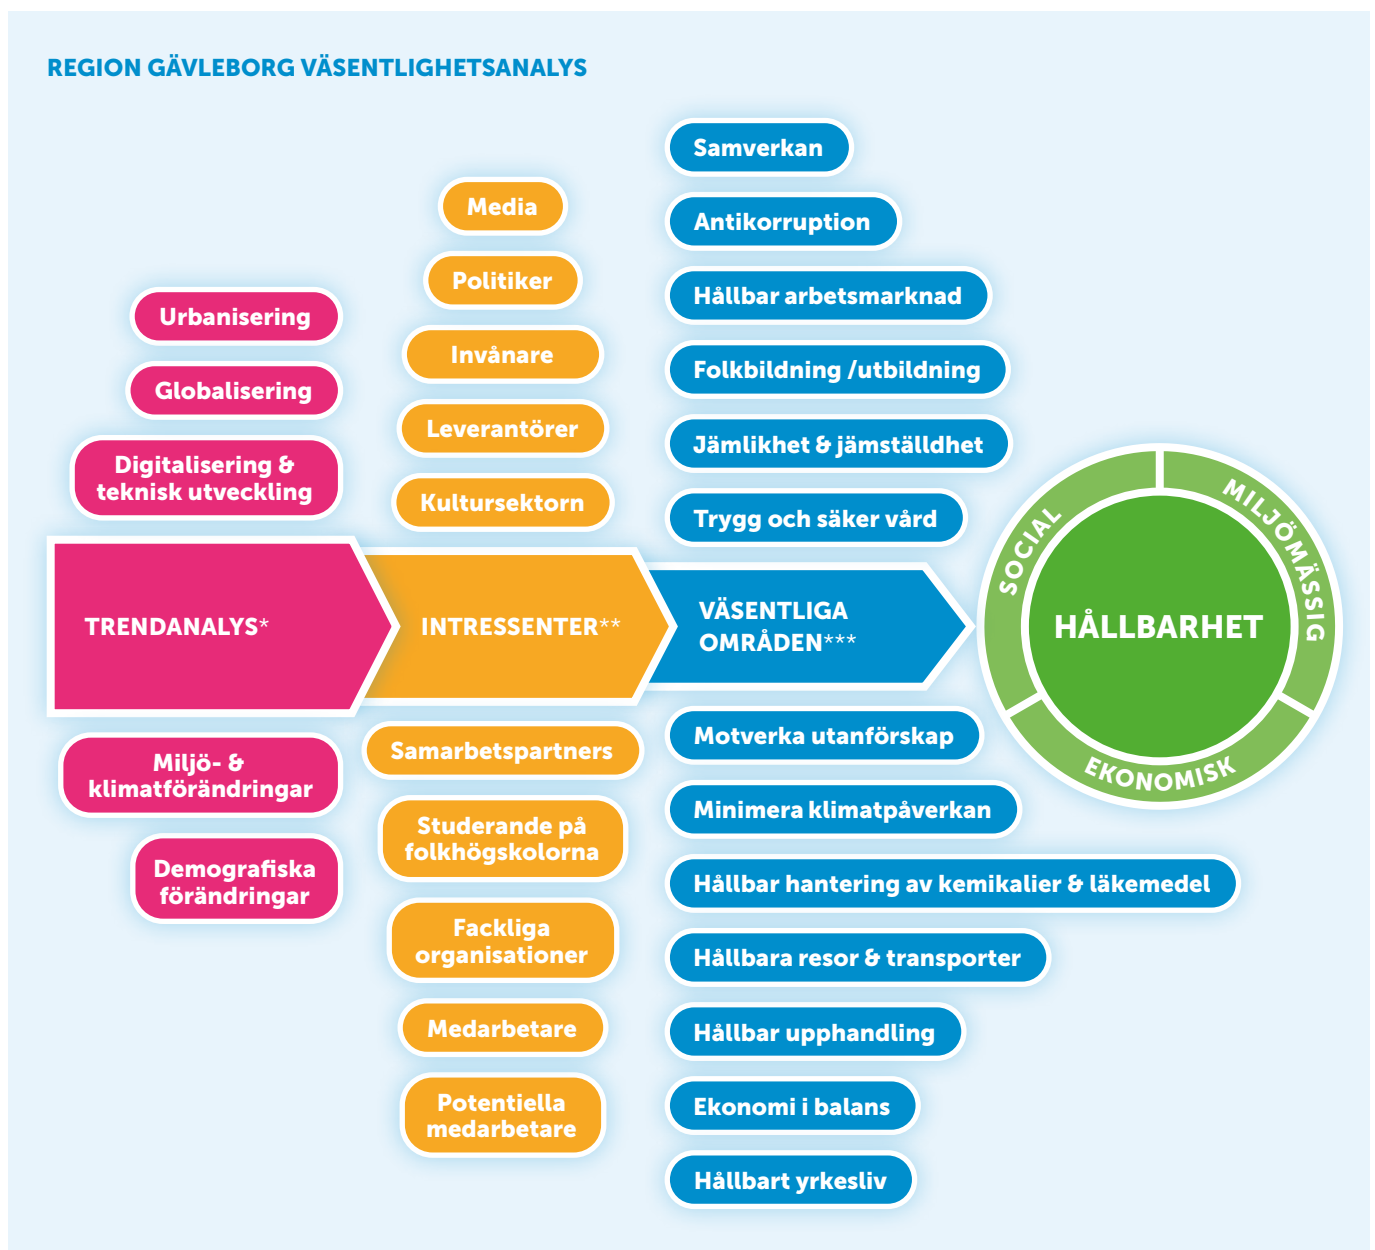 REGION GÄVLEBORG VÄSENTLIGHETSANALYS
Urbanisering
Globalisering
Digitalisering &
teknisk utveckling
TRENDANALYS*
Miljö- &
klimatförändringar
Demografiska
förändringar
Media
Politiker
Invånare
Leverantörer
Kultursektorn
INTRESSENTER**
Samarbetspartners
Studerande på
folkhögskolorna
Fackliga
organisationer
Medarbetare
Potentiella
medarbetare
Samverkan
Antikorruption
Hållbar arbetsmarknad
Folkbildning /utbildning
Jämlikhet & jämställdhet
Trygg och säker vård
VÄSENTLIGA
OMRÅDEN***
Motverka utanförskap
Minimera klimatpåverkan
Hållbar hantering av kemikalier & läkemedel
Hållbara resor & transporter
Hållbar upphandling
Ekonomi i balans
Hållbart yrkesliv
SOCIAL
MILJÖMÄSSIG
HÅLLBARHET
EKONOMISK